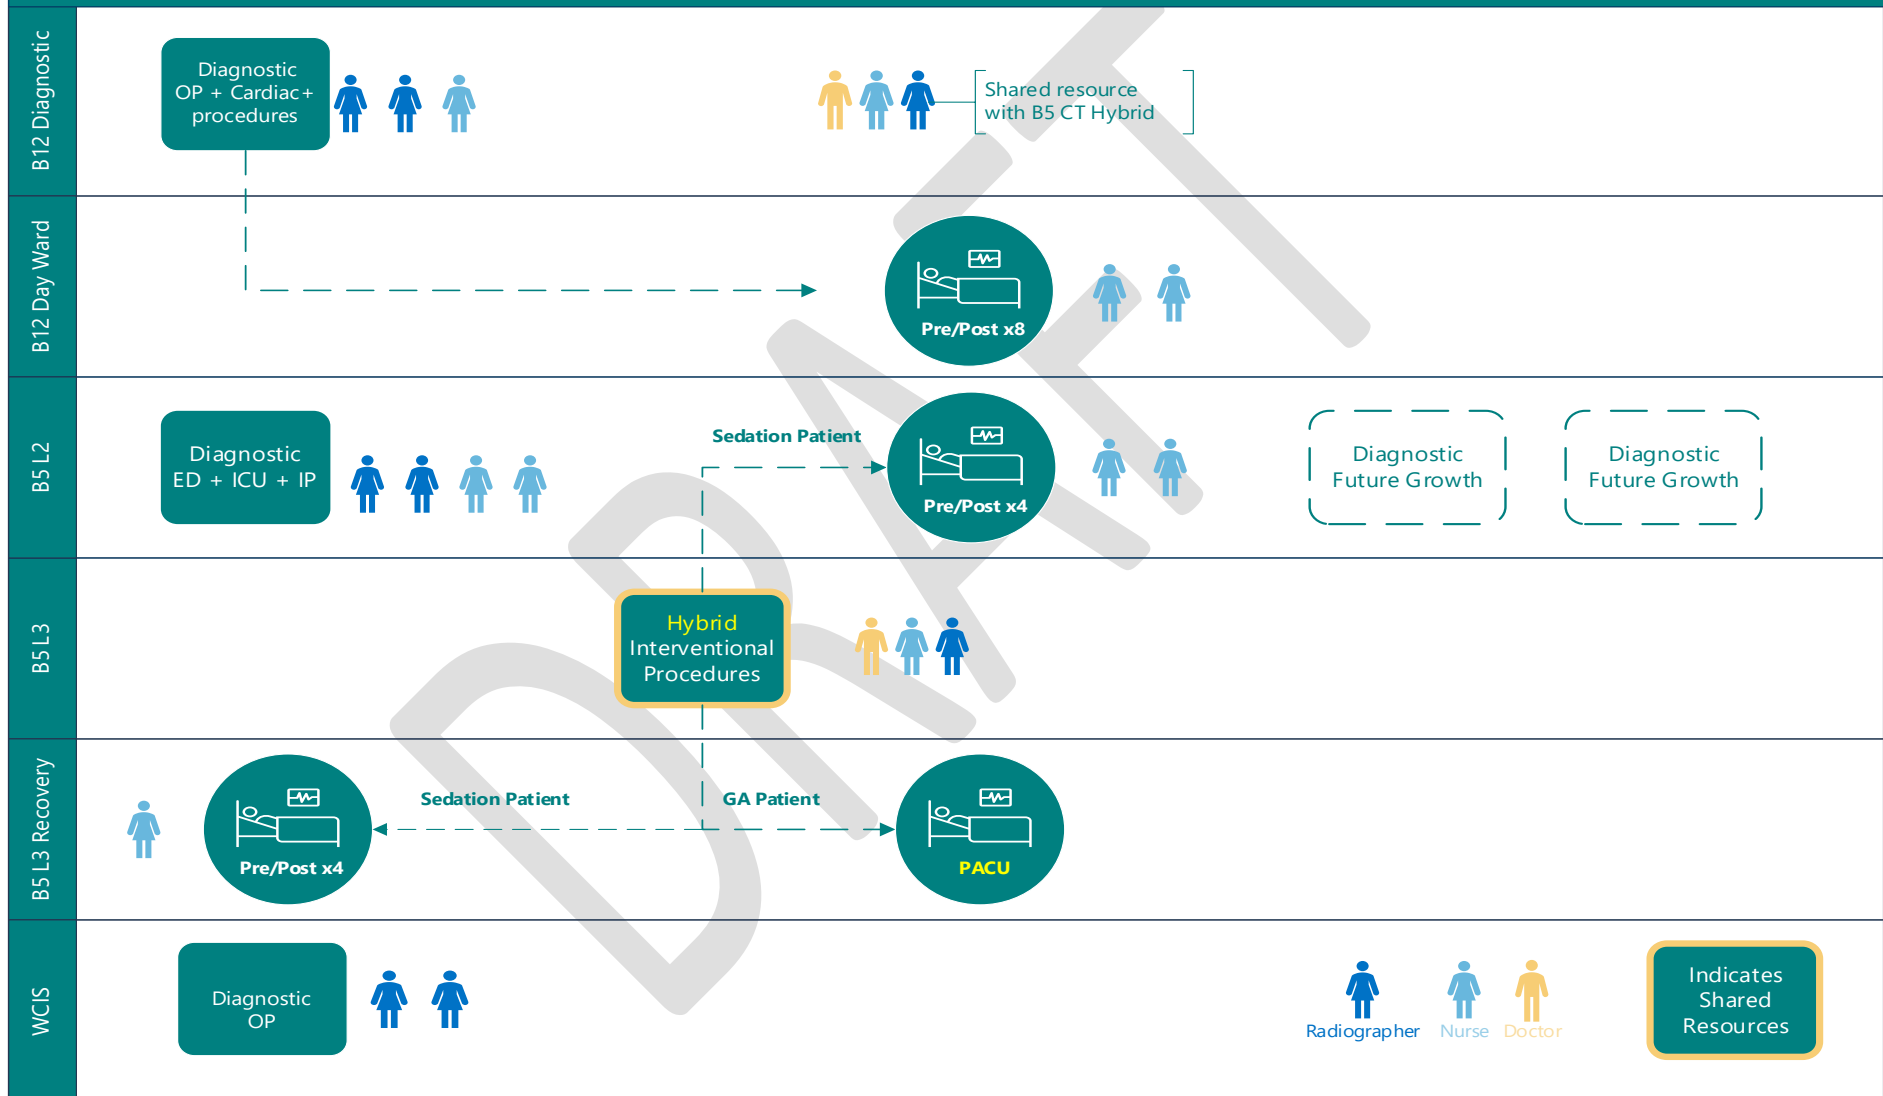 B12 Diagnostic
Diagnostic
OP + Cardiac+
procedures
Shared resource
with B5 CT Hybrid
B12 Day Ward
Pre/Post x8
B5 L2
Diagnostic
ED + ICU + IP
Sedation Patient
Pre/Post x4
Diagnostic
Future Growth
Diagnostic
Future Growth
B5 L3
Hybrid
Interventional
Procedures
B5 L3 Recovery
Pre/Post x4
Sedation Patient
GA Patient
PACU
WCIS
Diagnostic
OP
Radiographer
Nurse
Doctor
Indicates
Shared
Resources
DRAFT